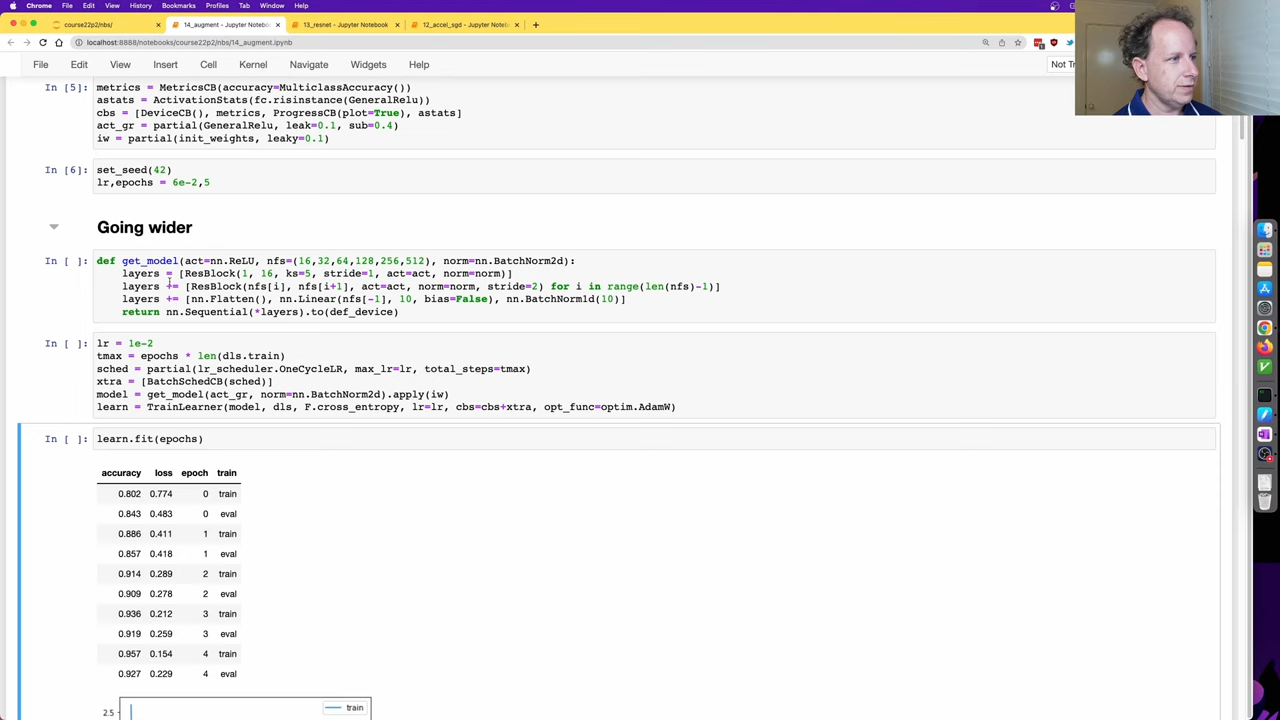 Chrome File Edit View History Bookmarks Profiles Tab Window Help
course22p2/nbs/
14_augment - Jupyter Notebook
13_resnet - Jupyter Notebook
12_accel_sgd - Jupyter Notebook
localhost:8888/notebooks/course22p2/nbs/14_augment.ipynb
File Edit View Insert Cell Kernel Navigate Widgets Help
In [5]: metrics = MetricsCB(accuracy=MulticlassAccuracy())
astats = ActivationStats(fc.risinstance(GeneralRelu))
cbs = [DeviceCB(), metrics, ProgressCB(plot=True), astats]
act_gr = partial(GeneralRelu, leak=0.1, sub=0.4)
iw = partial(init_weights, leaky=0.1)
In [6]: set_seed(42)
lr,epochs = 6e-2,5
Going wider
In [ ]: def get_model(act=nn.ReLU, nfs=(16,32,64,128,256,512), norm=nn.BatchNorm2d):
layers = [ResBlock(1, 16, ks=5, stride=1, act=act, norm=norm)]
layers += [ResBlock(nfs[i], nfs[i+1], act=act, norm=norm, stride=2) for i in range(len(nfs)-1)]
layers += [nn.Flatten(), nn.Linear(nfs[-1], 10, bias=False), nn.BatchNorm1d(10)]
return nn.Sequential(*layers).to(def_device)
In [ ]: lr = 1e-2
tmax = epochs * len(dls.train)
sched = partial(lr_scheduler.OneCycleLR, max_lr=lr, total_steps=tmax)
xtra = [BatchSchedCB(sched)]
model = get_model(act_gr, norm=nn.BatchNorm2d).apply(iw)
learn = TrainLearner(model, dls, F.cross_entropy, lr=lr, cbs=cbs+xtra, opt_func=optim.AdamW)
In [ ]: learn.fit(epochs)
accuracy loss epoch train
0.802 0.774 0 train
0.843 0.483 0 eval
0.886 0.411 1 train
0.857 0.418 1 eval
0.914 0.289 2 train
0.909 0.278 2 eval
0.936 0.212 3 train
0.919 0.259 3 eval
0.957 0.154 4 train
0.927 0.229 4 eval
2.5
train